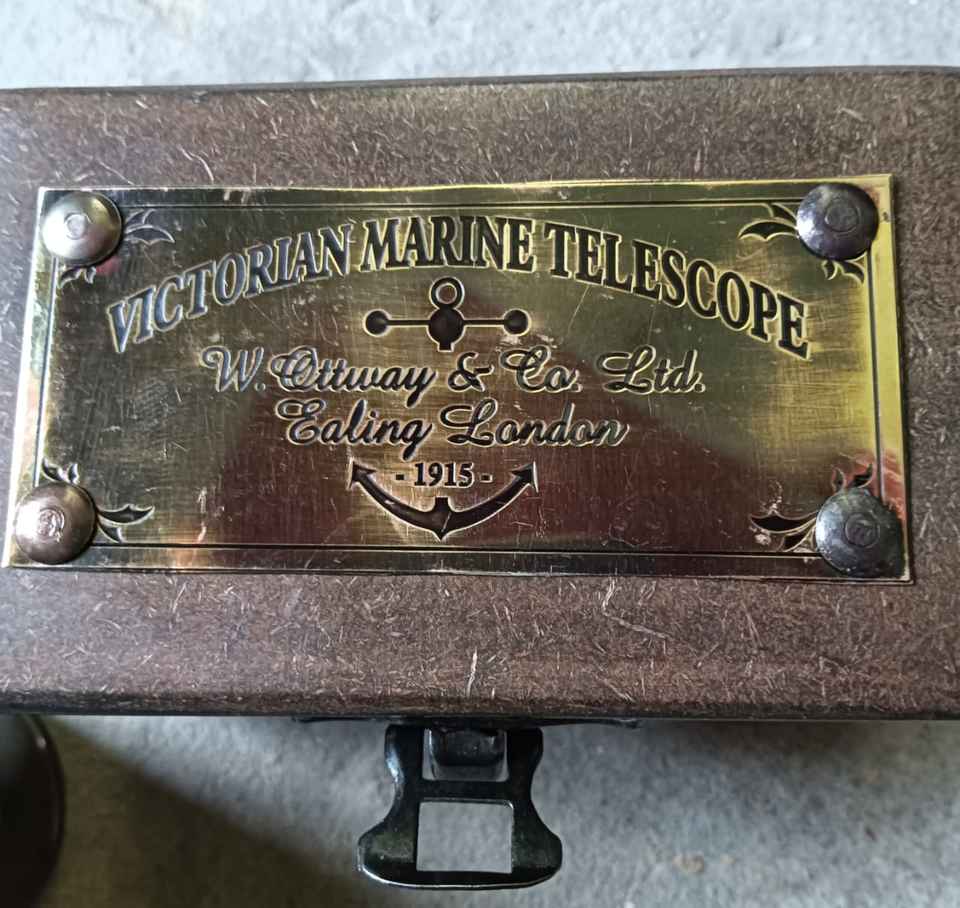 VICTORIAN MARINE TELESCOPE
W. Ottway & Co. Ltd.
Ealing London
- 1915 -